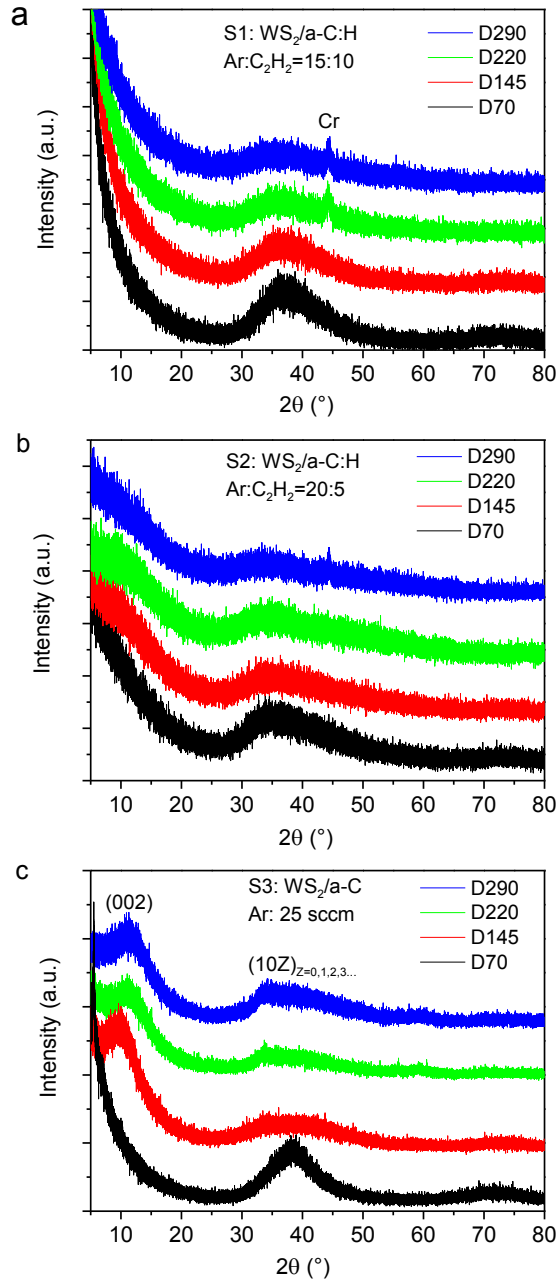 a
S1: WS₂/a-C:H
Ar:C₂H₂=15:10
D290
D220
D145
D70
Cr
Intensity (a.u.)
10 20 30 40 50 60 70 80
2θ (°)
b
S2: WS₂/a-C:H
Ar:C₂H₂=20:5
D290
D220
D145
D70
Intensity (a.u.)
10 20 30 40 50 60 70 80
2θ (°)
c
S3: WS₂/a-C
Ar: 25 sccm
D290
D220
D145
D70
(002)
(10Z)Z=0,1,2,3...
Intensity (a.u.)
10 20 30 40 50 60 70 80
2θ (°)